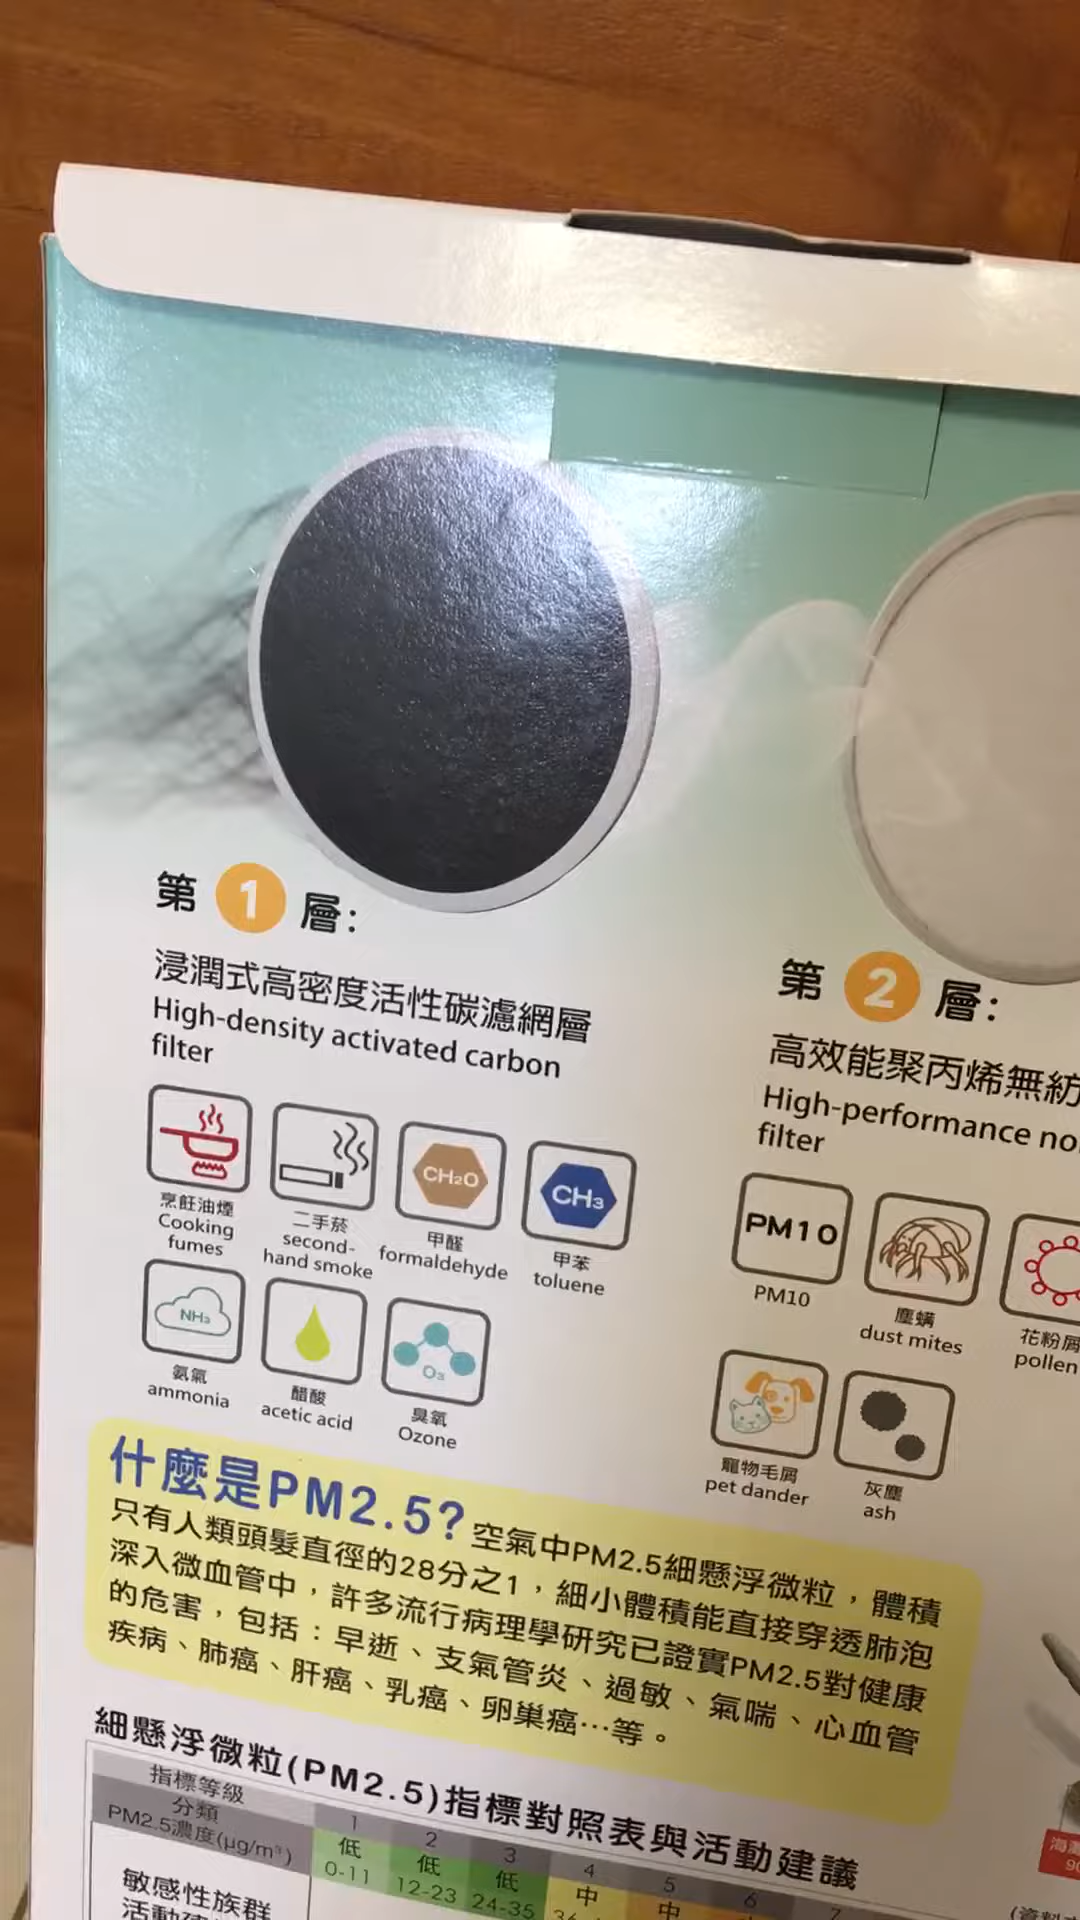 第 1 層：
浸潤式高密度活性碳濾網層
High-density activated carbon
filter
烹飪油煙
Cooking
fumes
二手菸
second-
hand smoke
CH₂O
甲醛
formaldehyde
CH₃
甲苯
toluene
NH₃
氨氣
ammonia
醋酸
acetic acid
O₃
臭氧
Ozone
第 2 層：
高效能聚丙烯無紡
High-performance
filter
PM10
PM10
塵螨
dust mites
花粉屑
pollen
寵物毛屑
pet dander
灰塵
ash
什麼是PM2.5？空氣中PM2.5細懸浮微粒，體積
只有人類頭髮直徑的28分之1，細小體積能直接穿透肺泡
深入微血管中，許多流行病理學研究已證實PM2.5對健康
的危害，包括：早逝、支氣管炎、過敏、氣喘、心血管
疾病、肺癌、肝癌、乳癌、卵巢癌…等。
細懸浮微粒(PM2.5)指標對照表與活動建議
指標等級 1 2 3 4 5 6 7
分類 低 低 低 中 中
PM2.5濃度(μg/m³) 0-11 12-23 24-35
敏感性族群